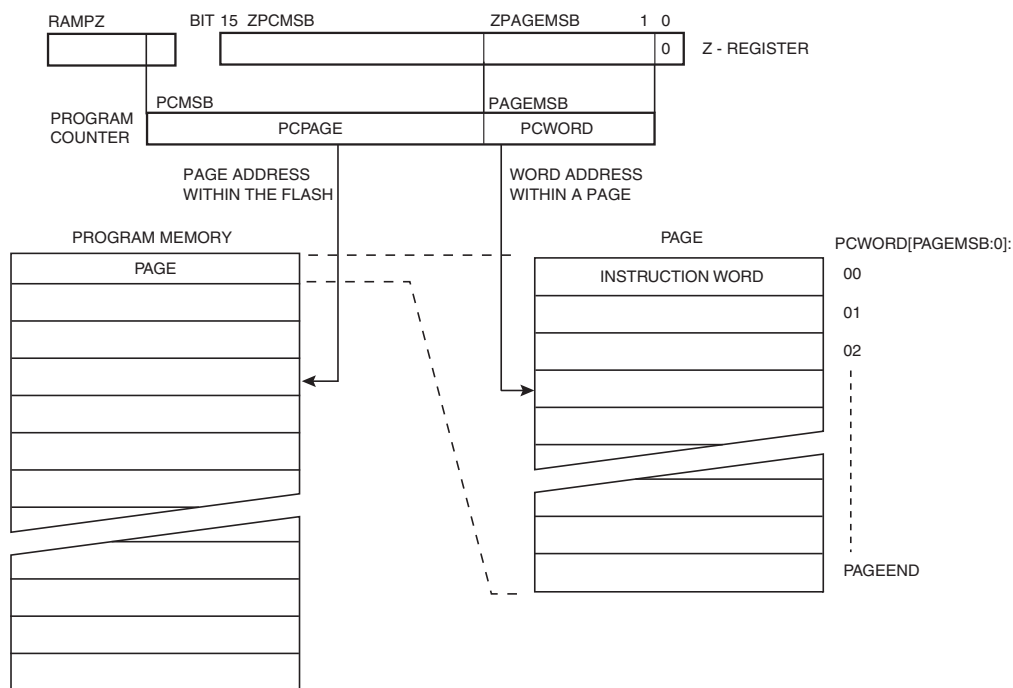 RAMPZ
BIT 15 ZPCMSB ZPAGEMSB 1 0
0 Z - REGISTER
PCMSB PAGEMSB
PROGRAM
COUNTER
PCPAGE PCWORD
PAGE ADDRESS
WITHIN THE FLASH
WORD ADDRESS
WITHIN A PAGE
PROGRAM MEMORY
PAGE
PAGE
PCWORD[PAGEMSB:0]:
INSTRUCTION WORD
00
01
02
PAGEEND